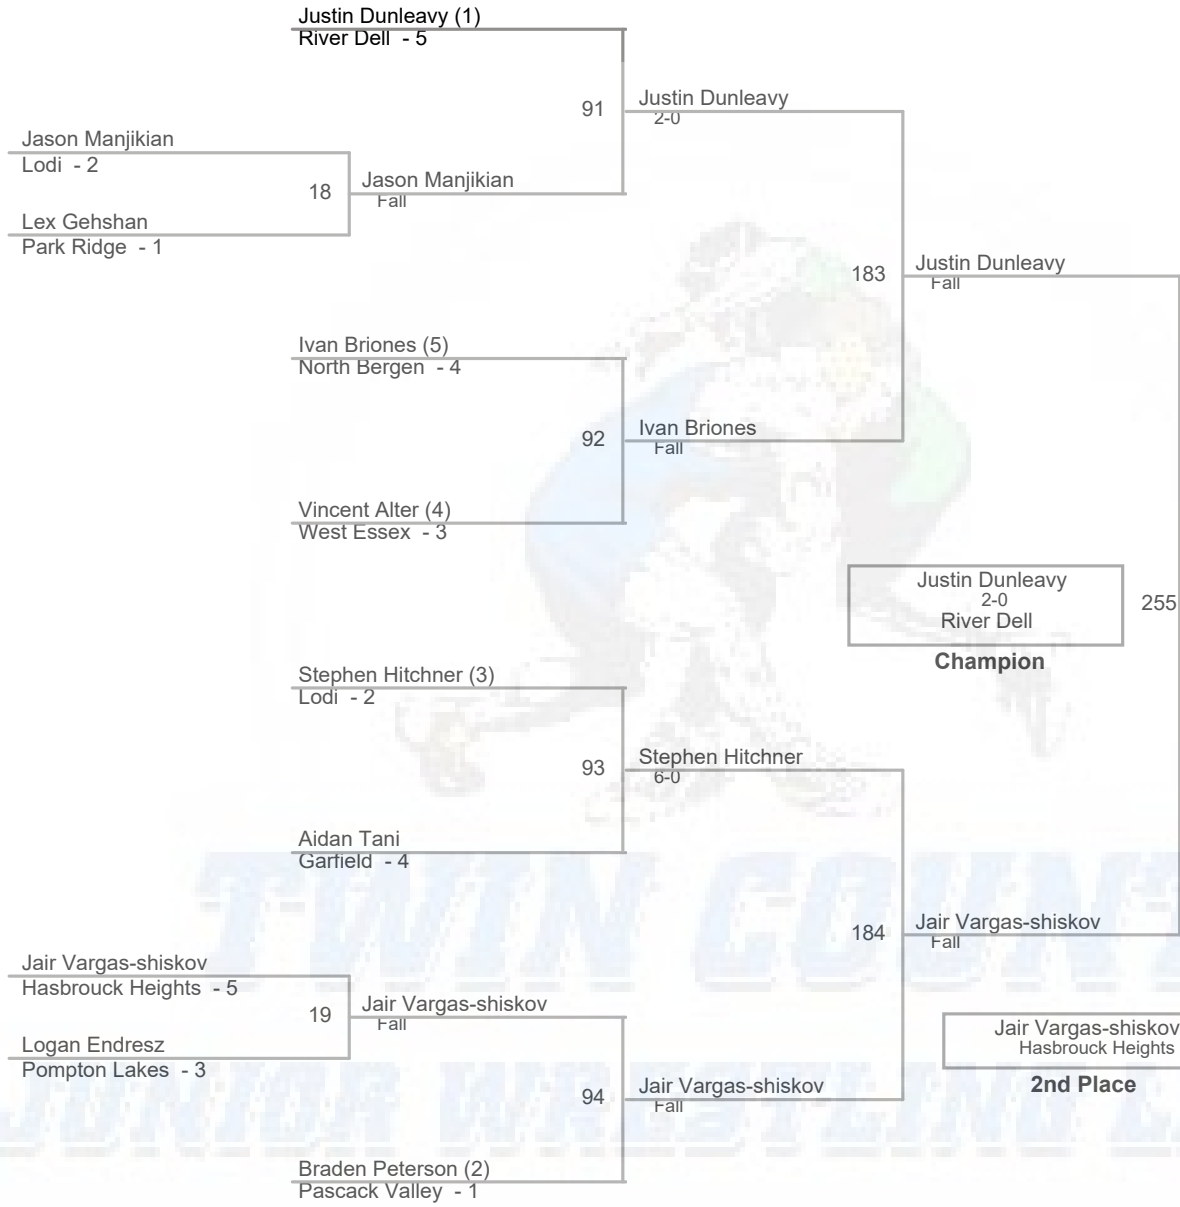 Justin Dunleavy (1)
River Dell - 5
91
Justin Dunleavy
2-0
Jason Manjikian
Lodi - 2
18
Jason Manjikian
Fall
Lex Gehshan
Park Ridge - 1
183
Justin Dunleavy
Fall
Ivan Briones (5)
North Bergen - 4
92
Ivan Briones
Fall
Vincent Alter (4)
West Essex - 3
Justin Dunleavy
2-0
River Dell
255
Champion
Stephen Hitchner (3)
Lodi - 2
93
Stephen Hitchner
6-0
Aidan Tani
Garfield - 4
TWIN COUNT
184
Jair Vargas-shiskov
Fall
Jair Vargas-shiskov
Hasbrouck Heights - 5
19
Jair Vargas-shiskov
Fall
Logan Endresz
Pompton Lakes - 3
Jair Vargas-shiskov
Hasbrouck Heights
2nd Place
94
Jair Vargas-shiskov
Fall
JUNIOR WRESTLING
Braden Peterson (2)
Pascack Valley - 1